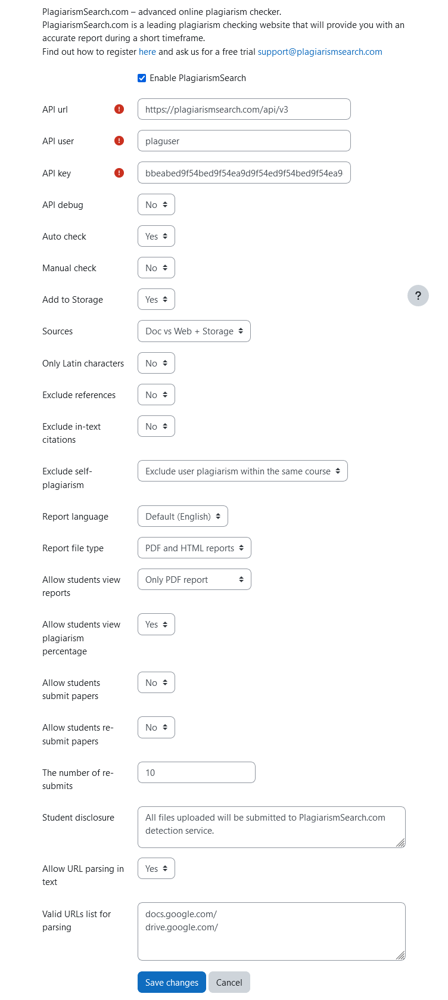 PlagiarismSearch.com – advanced online plagiarism checker.
PlagiarismSearch.com is a leading plagiarism checking website that will provide you with an
accurate report during a short timeframe.
Find out how to register here and ask us for a free trial support@plagiarismsearch.com
Enable PlagiarismSearch
API url https://plagiarismsearch.com/api/v3
API user plaguser
API key bbeabed9f54bed9f54ea9d9f54ed9f54bed9f54ea9
API debug No
Auto check Yes
Manual check No
Add to Storage Yes
?
Sources Doc vs Web + Storage
Only Latin characters No
Exclude references No
Exclude in-text No
citations
Exclude self- Exclude user plagiarism within the same course
plagiarism
Report language Default (English)
Report file type PDF and HTML reports
Allow students view Only PDF report
reports
Allow students view Yes
plagiarism
percentage
Allow students No
submit papers
Allow students re- No
submit papers
The number of re- 10
submits
Student disclosure All files uploaded will be submitted to PlagiarismSearch.com
detection service.
Allow URL parsing in Yes
text
Valid URLs list for docs.google.com/
parsing drive.google.com/
Save changes Cancel